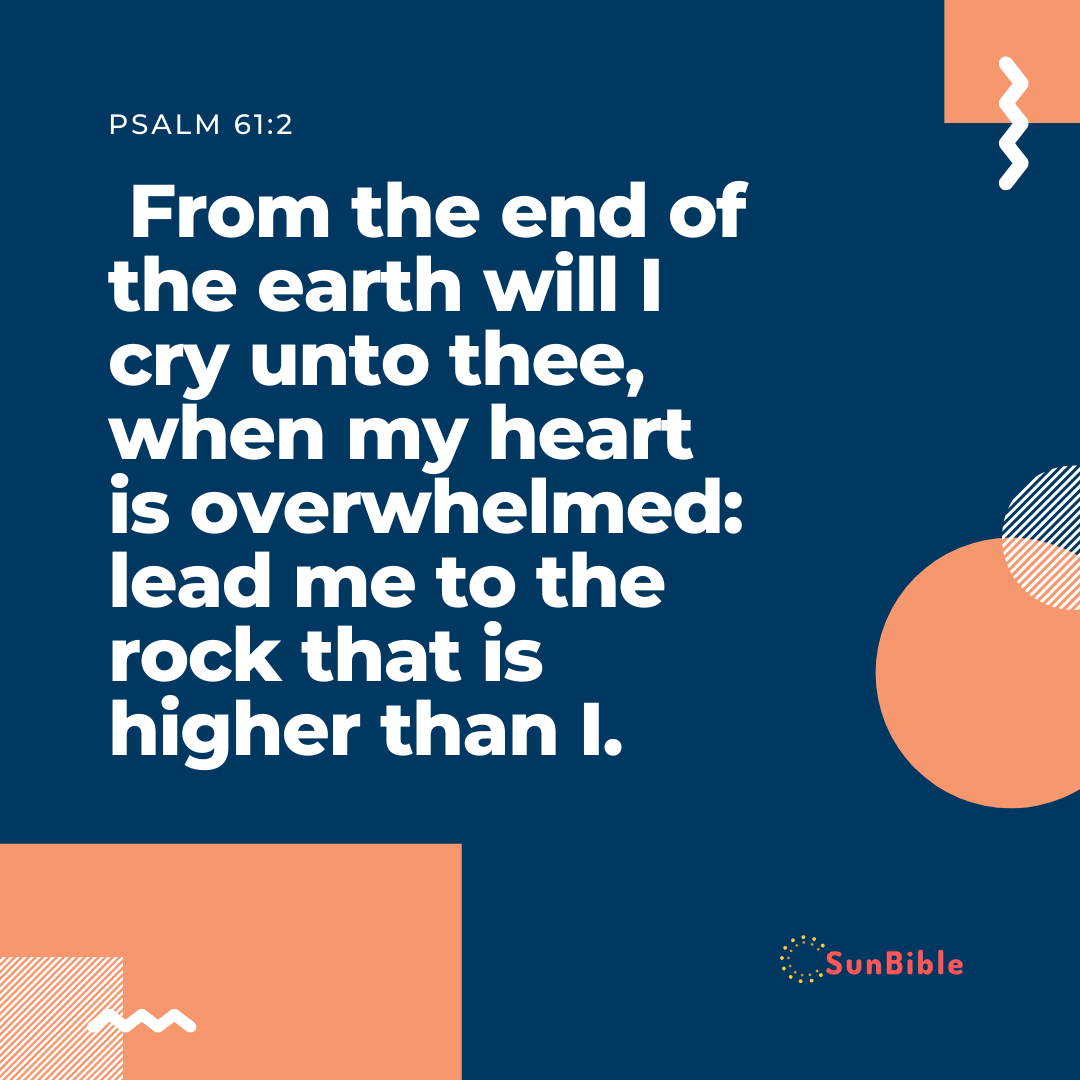 PSALM 61:2
From the end of
the earth will I
cry unto thee,
when my heart
is overwhelmed:
lead me to the
rock that is
higher than I.
SunBible